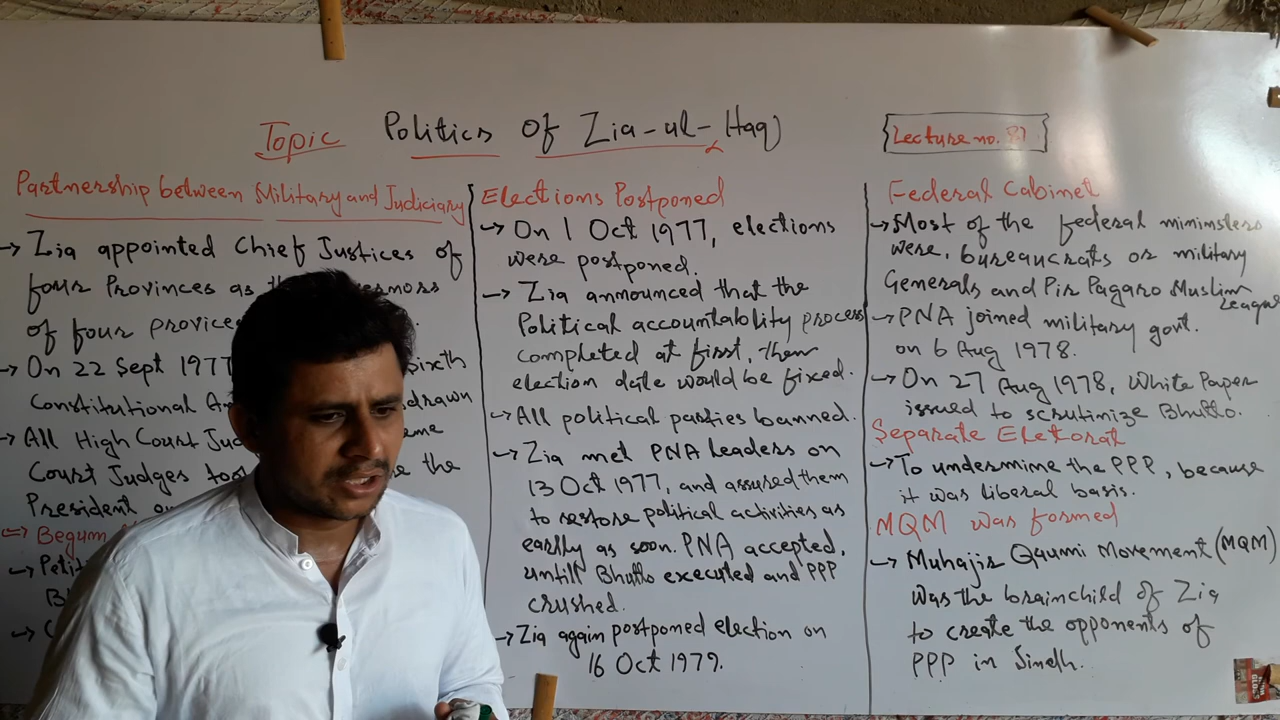 Topic Politics of Zia-ul-Haq
Lecture no.
Partnership between Military and Judiciary
→ Zia appointed Chief Justices of
four Provinces as
of four provices
→ On 22 Sept 1977 sixth
Constitutional
→ All High Court
Court Judges the
President
⇒ Begum
→
→
Elections Postponed
→ On 1 Oct 1977, elections
were postponed.
→ Zia announced that the
Political accountability process
completed at first, then
election date would be fixed.
→ All political parties banned.
→ Zia met PNA leaders on
13 Oct 1977, and assured them
to restore political activities as
earlly as soon. PNA accepted,
untill Bhutto executed and PPP
crushed.
→ Zia again postponed election on
16 Oct 1979.
Federal Cabinet
→ Most of the federal mimimsters
were, bureaucrats or military
Generals and Pir Pagaro Muslim
League
→ PNA joined military govt.
on 6 Aug 1978.
→ On 27 Aug 1978, White Paper
issued to scrutimize Bhutto.
Separate Electorat
→ To undermine the PPP, because
it was liberal basis.
MQM was formed
→ Muhajir Qaumi Movement (MQM)
was the brainchild of Zia
to create the opponents of
PPP in Sindh.